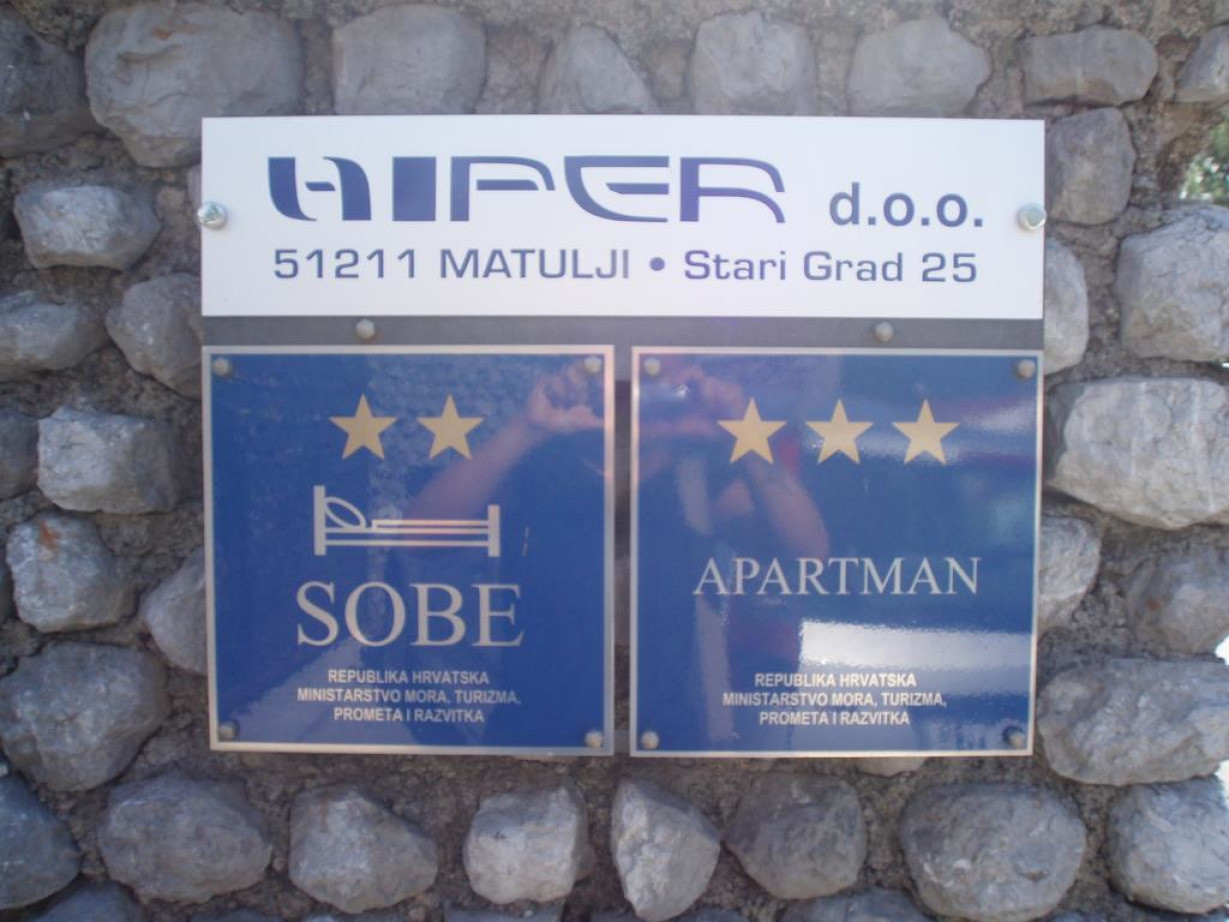 HIPER d.o.o.
51211 MATULJI • Stari Grad 25
SOBE
REPUBLIKA HRVATSKA
MINISTARSTVO MORA, TURIZMA,
PROMETA I RAZVITKA
APARTMAN
REPUBLIKA HRVATSKA
MINISTARSTVO MORA, TURIZMA,
PROMETA I RAZVITKA